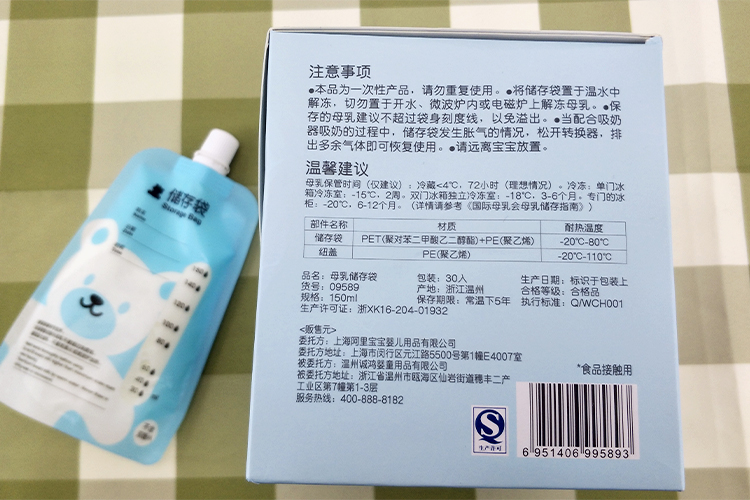 注意事项
●本品为一次性产品，请勿重复使用。●将储存袋置于温水中
解冻，切勿置于开水、微波炉内或电磁炉上解冻母乳。●保
存的母乳建议不超过袋身刻度线，以免溢出。●当配合吸奶
器吸奶的过程中，储存袋发生胀气的情况，松开转换器，排
出多余气体即可恢复使用。●请远离宝宝放置。
温馨建议
母乳保管时间（仅建议）：冷藏<4℃，72小时（理想情况）。冷冻：单门冰
箱冷冻室：-15℃，2周。双门冰箱独立冷冻室：-18℃，3-6个月。专门的冰
柜：-20℃，6-12个月。（详情请参考《国际母乳会母乳储存指南》）
部件名称 材质 耐热温度
储存袋 PET(聚对苯二甲酸乙二醇酯)+PE(聚乙烯) -20℃-80℃
纽盖 PE(聚乙烯) -20℃-110℃
品名：母乳储存袋 包装：30入 生产日期：标识于包装上
货号：09589 产地：浙江温州 合格等级：合格品
规格：150ml 保存期限：常温下5年 执行标准：Q/WCH001
生产许可证：浙XK16-204-01932
<贩售元>
委托方：上海阿里宝宝婴儿用品有限公司
委托方地址：上海市闵行区元江路5500号第1幢E4007室
被委托方：温州诚鸿婴童用品有限公司
被委托方地址：浙江省温州市瓯海区仙岩街道穗丰二产
工业区第7幢第1-3层
服务热线：400-888-8182
*食品接触用
生产许可
6 951406 995893
储存袋
Storage Bag